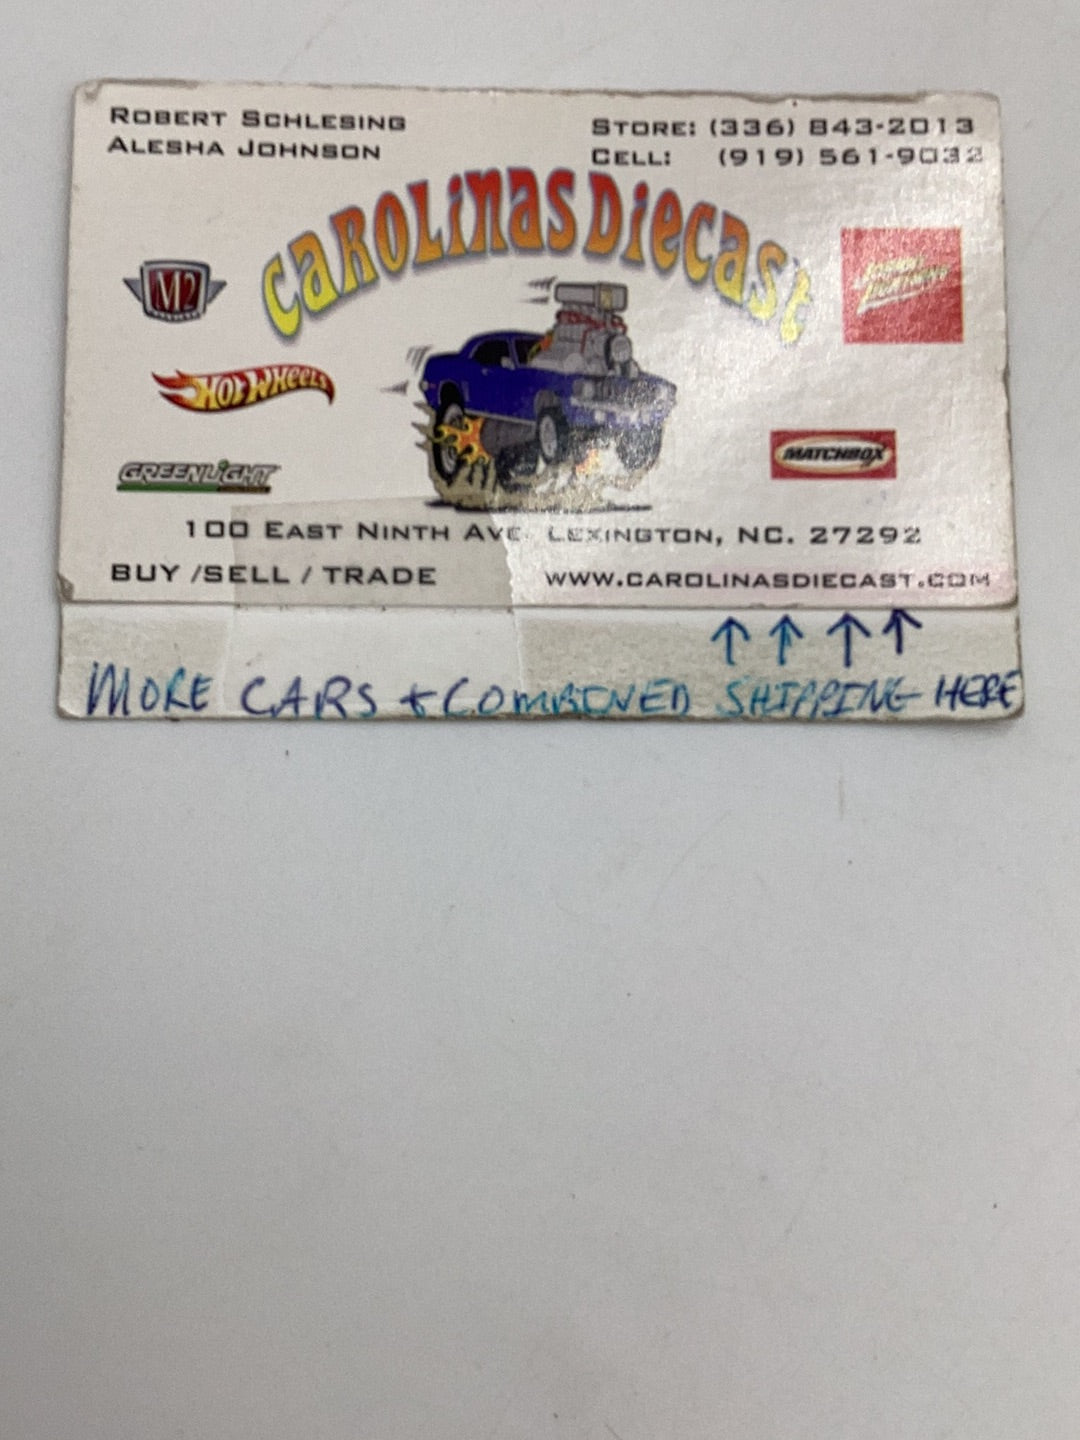 ROBERT SCHLESING
ALESHA JOHNSON
STORE: (336) 843-2013
CELL: (919) 561-9032
CAROLINAS DIECAST
M2
JOHNNY LIGHTNING
HOT WHEELS
GREENLIGHT
MATCHBOX
100 EAST NINTH AVE. LEXINGTON, NC. 27292
BUY /SELL / TRADE
WWW.CAROLINASDIECAST.COM
MORE CARS + COMBINED SHIPPING HERE